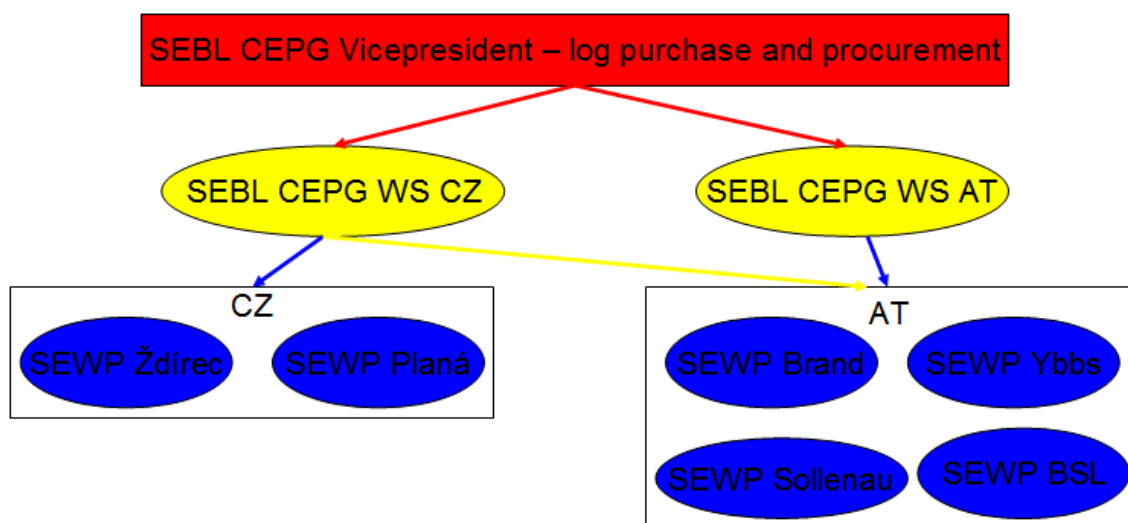 SEBL CEPG Vicepresident – log purchase and procurement
SEBL CEPG WS CZ
SEBL CEPG WS AT
CZ
AT
SEWP Ždírec
SEWP Planá
SEWP Brand
SEWP Ybbs
SEWP Sollenau
SEWP BSL